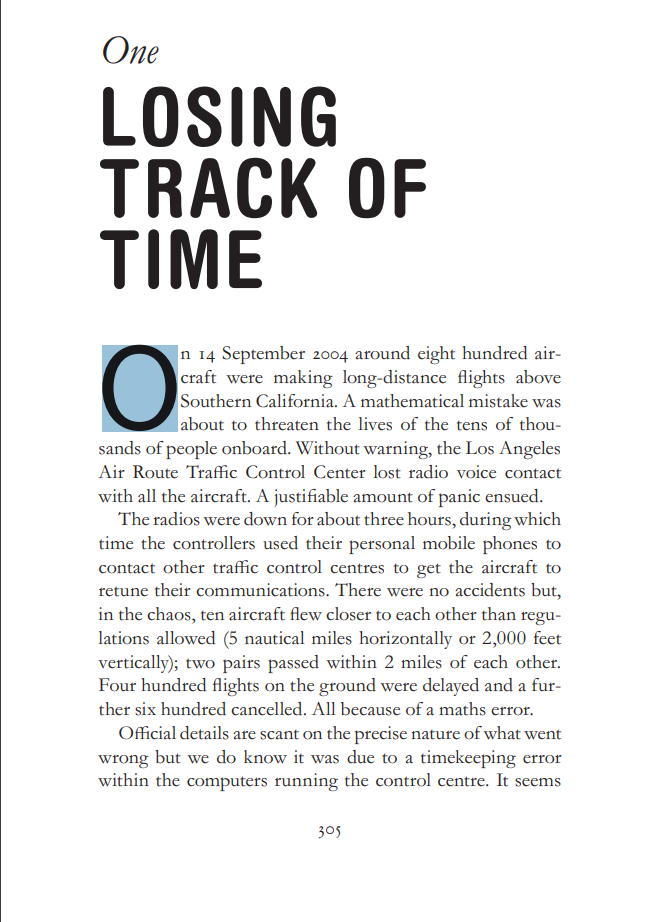 One
LOSING
TRACK OF
TIME
On 14 September 2004 around eight hundred air-
craft were making long-distance flights above
Southern California. A mathematical mistake was
about to threaten the lives of the tens of thou-
sands of people onboard. Without warning, the Los Angeles
Air Route Traffic Control Center lost radio voice contact
with all the aircraft. A justifiable amount of panic ensued.
The radios were down for about three hours, during which
time the controllers used their personal mobile phones to
contact other traffic control centres to get the aircraft to
retune their communications. There were no accidents but,
in the chaos, ten aircraft flew closer to each other than regu-
lations allowed (5 nautical miles horizontally or 2,000 feet
vertically); two pairs passed within 2 miles of each other.
Four hundred flights on the ground were delayed and a fur-
ther six hundred cancelled. All because of a maths error.
Official details are scant on the precise nature of what went
wrong but we do know it was due to a timekeeping error
within the computers running the control centre. It seems
305